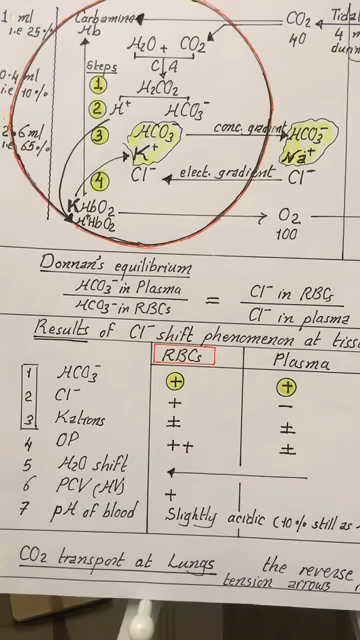 1 ml
i.e 25%
Carbamino
Hb
CO2
40
Tidal
4 m
H2O + CO2
C A
Steps
1
H2CO3
0.4 ml
i.e 10%
2 H+ HCO3-
2.6 ml
i.e 65%
3 HCO3- conc. gradient HCO3-
K+ Na+
4 Cl- elect. gradient Cl-
KHbO2 O2
H+HbO2 100
Donnan's equilibrium
HCO3- in Plasma = Cl- in RBCs
HCO3- in RBCs Cl- in plasma
Results of Cl- shift phenomenon at tiss
RBCs Plasma
1 HCO3- + +
2 Cl- + -
3 Kations ± ±
4 OP ++ ±
5 H2O shift
6 PCV (HV) +
7 pH of blood Slightly acidic (10% still as
CO2 transport at Lungs the reverse
tension arrows